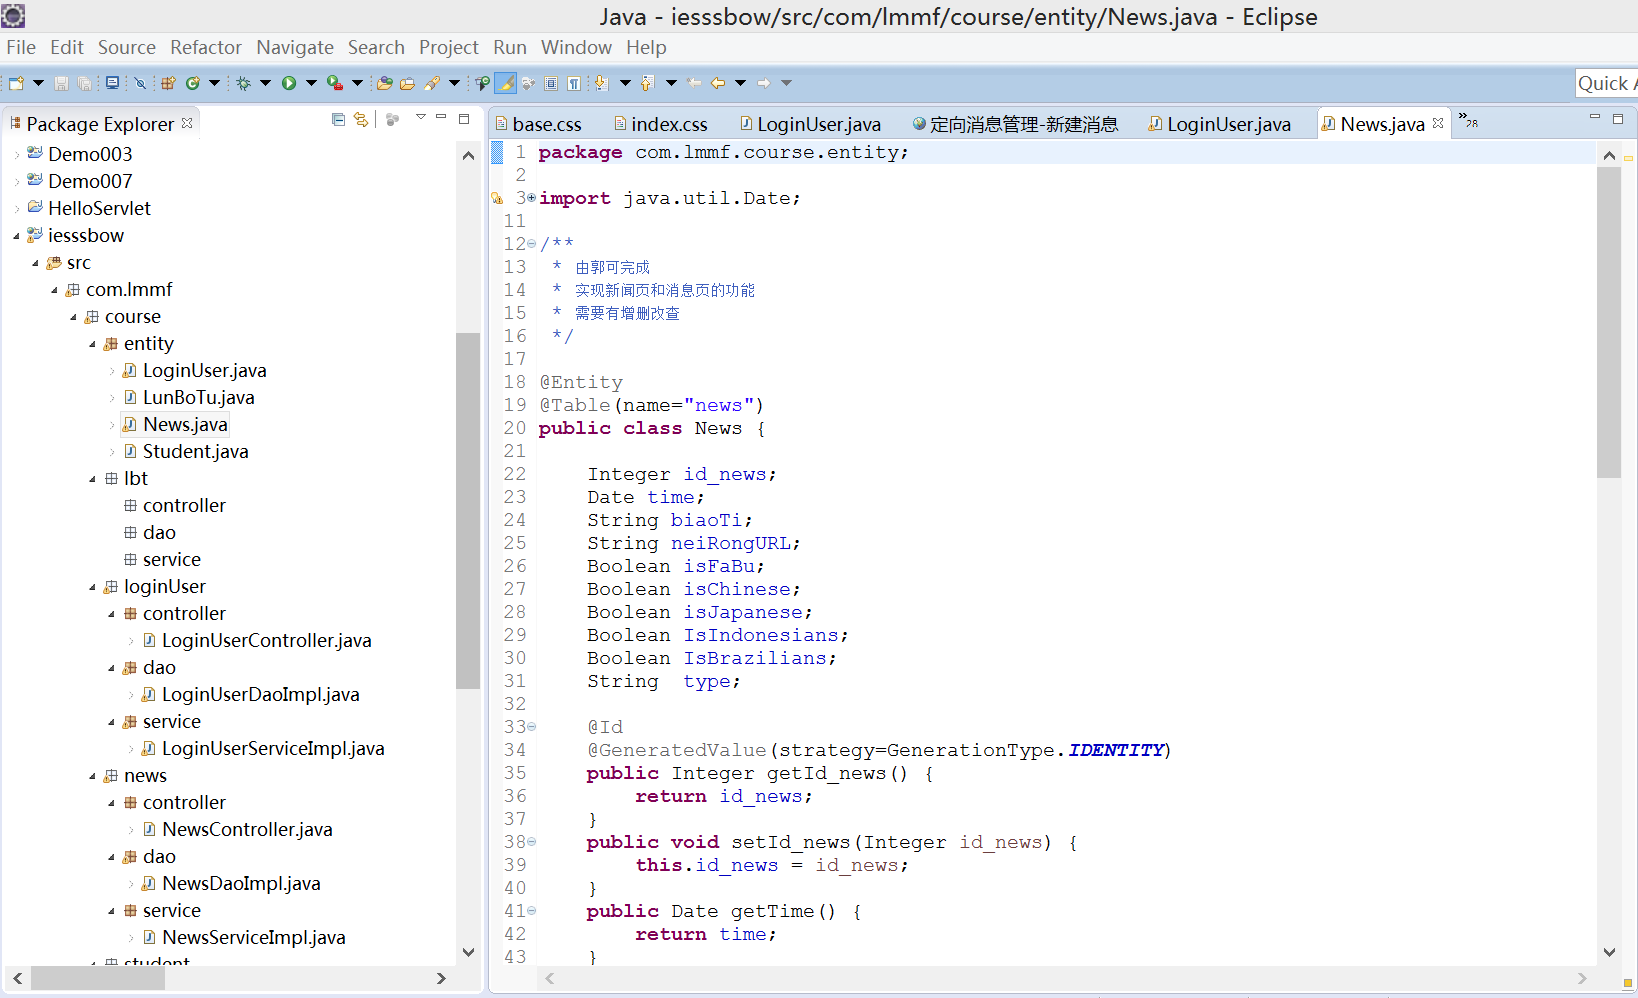 Java - iesssbow/src/com/lmmf/course/entity/News.java - Eclipse
File Edit Source Refactor Navigate Search Project Run Window Help
Quick A
Package Explorer
Demo003
Demo007
HelloServlet
iesssbow
src
com.lmmf
course
entity
LoginUser.java
LunBoTu.java
News.java
Student.java
lbt
controller
dao
service
loginUser
controller
LoginUserController.java
dao
LoginUserDaoImpl.java
service
LoginUserServiceImpl.java
news
controller
NewsController.java
dao
NewsDaoImpl.java
service
NewsServiceImpl.java
student
base.css index.css LoginUser.java 定向消息管理-新建消息 LoginUser.java News.java »28
1 package com.lmmf.course.entity;
2
3 import java.util.Date;
11
12 /**
13 * 由郭可完成
14 * 实现新闻页和消息页的功能
15 * 需要有增删改查
16 */
17
18 @Entity
19 @Table(name="news")
20 public class News {
21
22 Integer id_news;
23 Date time;
24 String biaoTi;
25 String neiRongURL;
26 Boolean isFaBu;
27 Boolean isChinese;
28 Boolean isJapanese;
29 Boolean IsIndonesians;
30 Boolean IsBrazilians;
31 String  type;
32
33 @Id
34 @GeneratedValue(strategy=GenerationType.IDENTITY)
35 public Integer getId_news() {
36 return id_news;
37 }
38 public void setId_news(Integer id_news) {
39 this.id_news = id_news;
40 }
41 public Date getTime() {
42 return time;
43 }